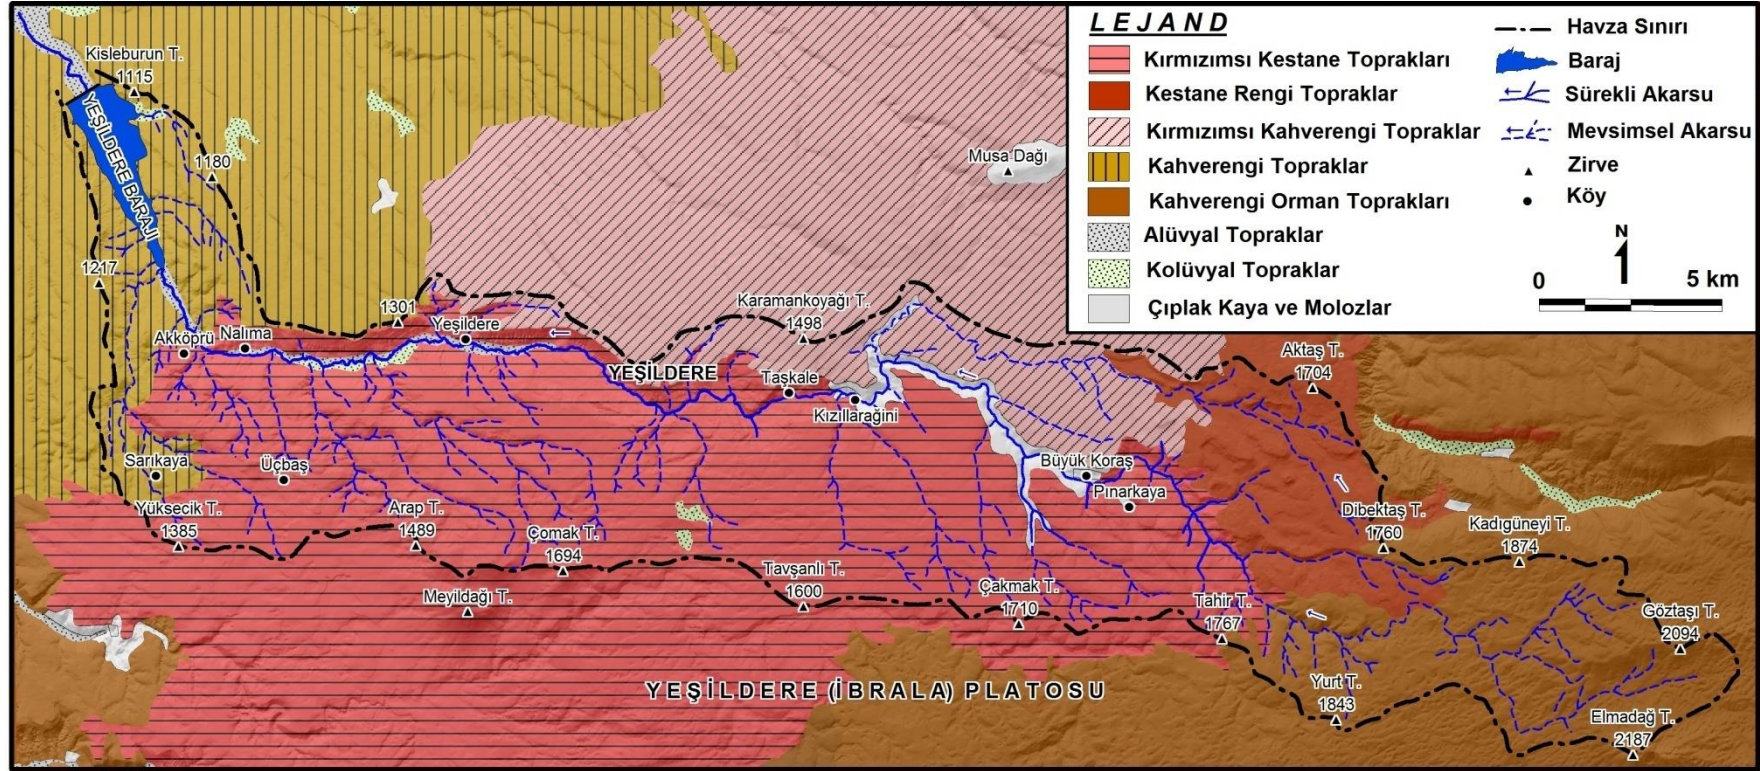 LEJAND
Kırmızımsı Kestane Toprakları
Kestane Rengi Topraklar
Kırmızımsı Kahverengi Topraklar
Kahverengi Topraklar
Kahverengi Orman Toprakları
Alüvyal Topraklar
Kolüvyal Topraklar
Çıplak Kaya ve Molozlar
Havza Sınırı
Baraj
Sürekli Akarsu
Mevsimsel Akarsu
Zirve
Köy
N
0 5 km
Kisleburun T.
1115
YEŞİLDERE BARAJI
1180
Musa Dağı
1217
1301
Karamankoyağı T.
1498
Akköprü
Nalıma
Yeşildere
YEŞİLDERE
Taşkale
Kızıllarağini
Aktaş T.
1704
Sarıkaya
Üçbaş
Büyük Koraş
Pınarkaya
Yüksecik T.
1385
Arap T.
1489
Çomak T.
1694
Dibektaş T.
1760
Kadıgüneyi T.
1874
Meyildağı T.
Tavşanlı T.
1600
Çakmak T.
1710
Tahir T.
1767
Göztaşı T.
2094
YEŞİLDERE (İBRALA) PLATOSU
Yurt T.
1843
Elmadağ T.
2187